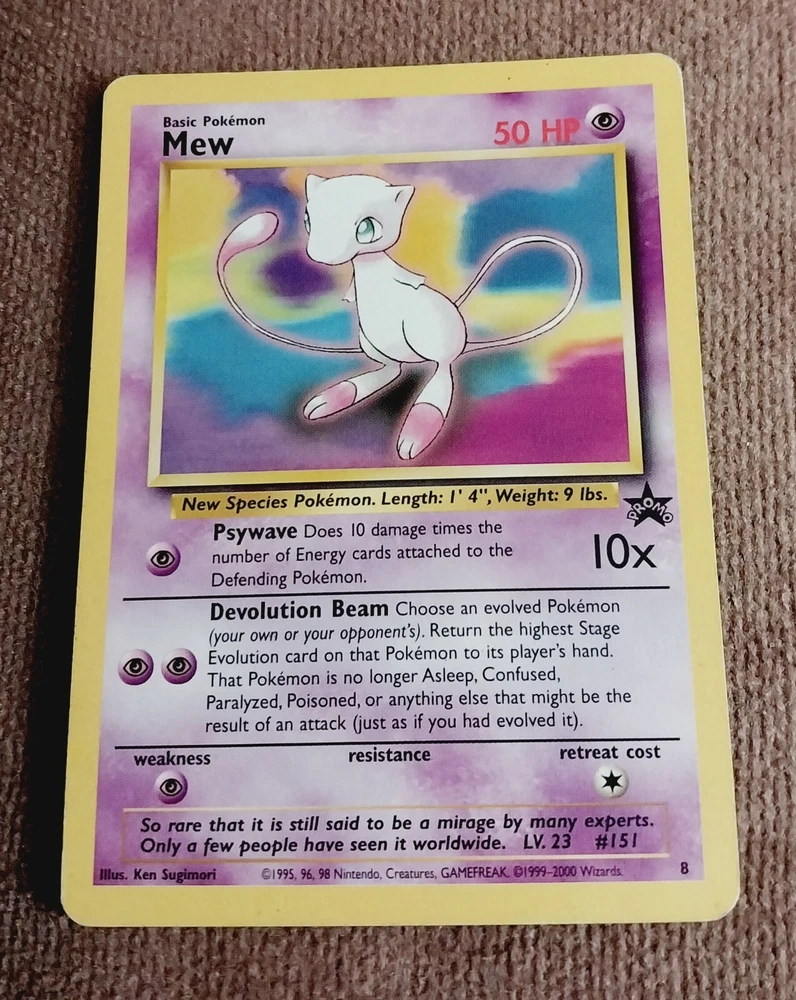 Basic Pokémon
Mew
50 HP
New Species Pokémon. Length: 1' 4", Weight: 9 lbs.
PROMO
Psywave Does 10 damage times the
number of Energy cards attached to the
Defending Pokémon.
10x
Devolution Beam Choose an evolved Pokémon
(your own or your opponent's). Return the highest Stage
Evolution card on that Pokémon to its player's hand.
That Pokémon is no longer Asleep, Confused,
Paralyzed, Poisoned, or anything else that might be the
result of an attack (just as if you had evolved it).
weakness resistance retreat cost
So rare that it is still said to be a mirage by many experts.
Only a few people have seen it worldwide. LV. 23 #151
Illus. Ken Sugimori ©1995, 96, 98 Nintendo, Creatures, GAMEFREAK. ©1999-2000 Wizards. 8